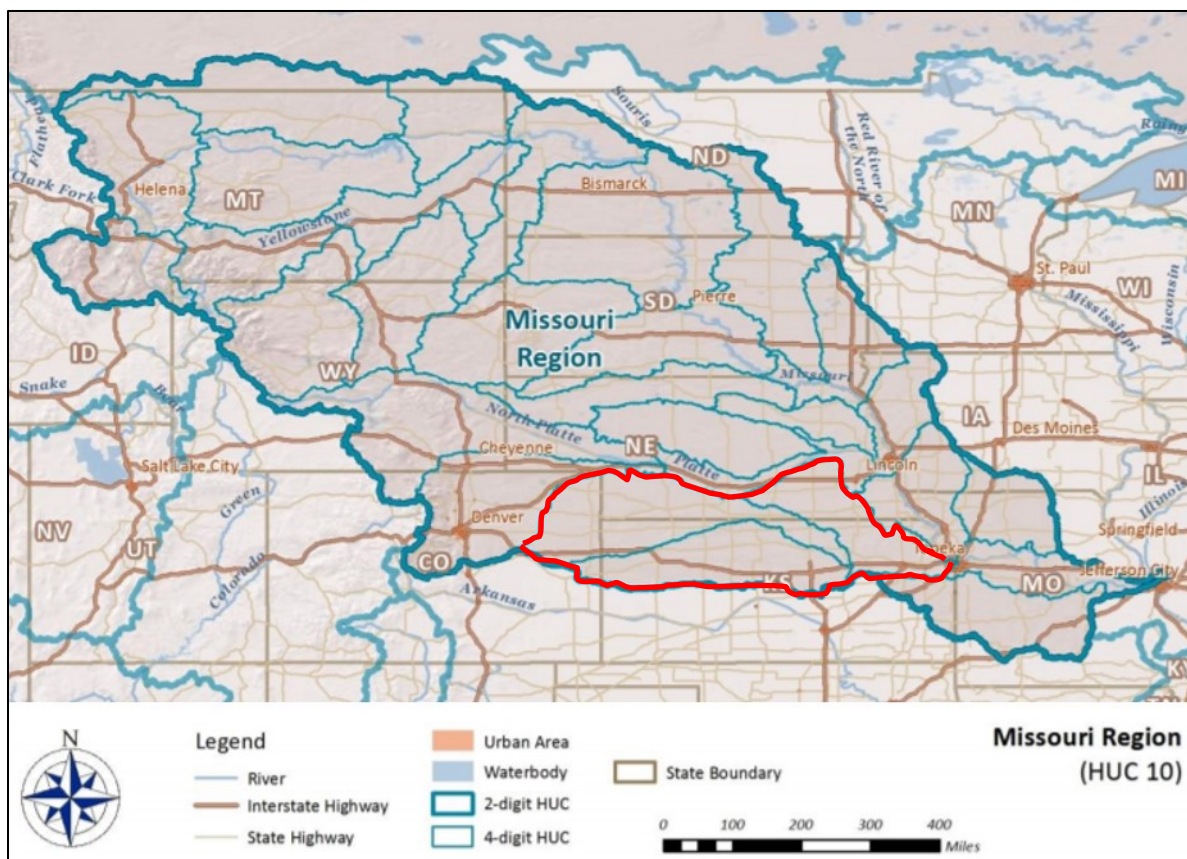 Souris
Rainy
Flathead
Red River of
the North
ND
Clark Fork
Helena
MT
Bismarck
MI
MN
Yellowstone
St. Paul
WI
SD
Pierre
Wisconsin
Mississippi
Missouri
Region
ID
WY
Missouri
Snake
Bear
IA
North Platte
NE
Des Moines
Cheyenne
Platte
Lincoln
Salt Lake City
IL
Green
Illinois
Denver
Springfield
NV
UT
Topeka
CO
Jefferson City
Colorado
Arkansas
KS
MO
KY
N
Legend
River
Interstate Highway
State Highway
Urban Area
Waterbody
2-digit HUC
4-digit HUC
State Boundary
Missouri Region
(HUC 10)
0 100 200 300 400
Miles